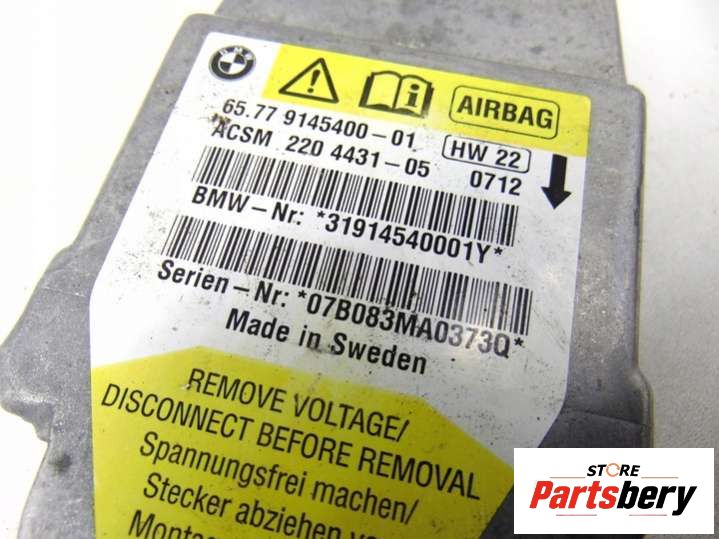 BMW
AIRBAG
65.77 9145400-01 HW 22
ACSM 220 4431-05 0712
BMW-Nr: *31914540001Y*
Serien-Nr: *07B083MA0373Q*
Made in Sweden
REMOVE VOLTAGE/
DISCONNECT BEFORE REMOVAL
Spannungsfrei machen/
Stecker abziehen
STORE
Partsbery